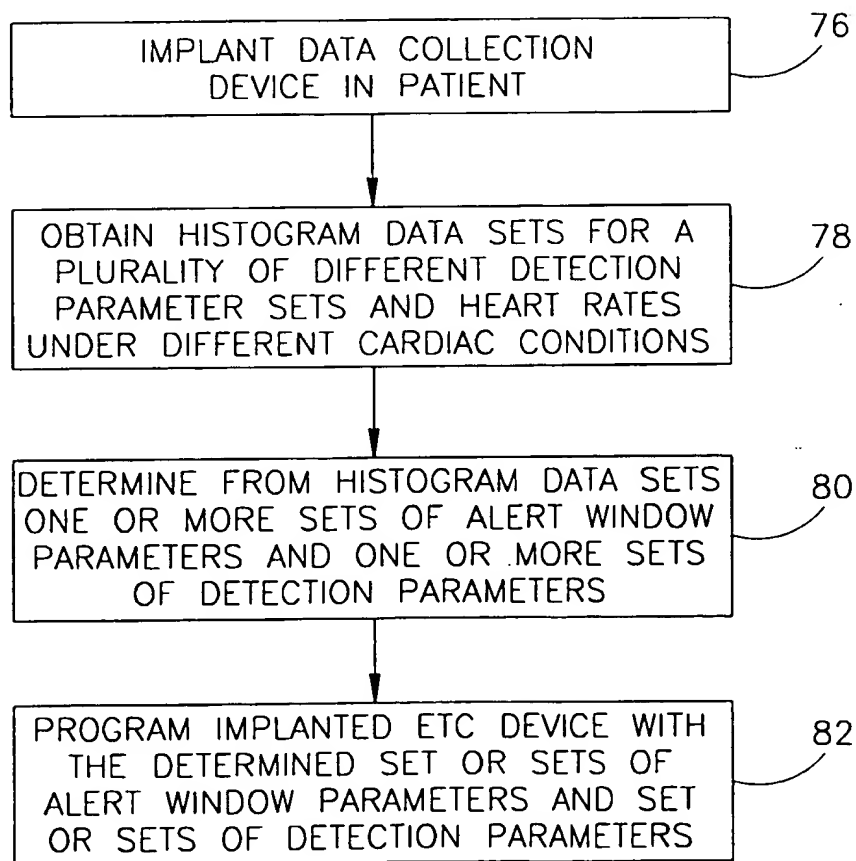 IMPLANT DATA COLLECTION
DEVICE IN PATIENT
76
OBTAIN HISTOGRAM DATA SETS FOR A
PLURALITY OF DIFFERENT DETECTION
PARAMETER SETS AND HEART RATES
UNDER DIFFERENT CARDIAC CONDITIONS
78
DETERMINE FROM HISTOGRAM DATA SETS
ONE OR MORE SETS OF ALERT WINDOW
PARAMETERS AND ONE OR MORE SETS
OF DETECTION PARAMETERS
80
PROGRAM IMPLANTED ETC DEVICE WITH
THE DETERMINED SET OR SETS OF
ALERT WINDOW PARAMETERS AND SET
OR SETS OF DETECTION PARAMETERS
82